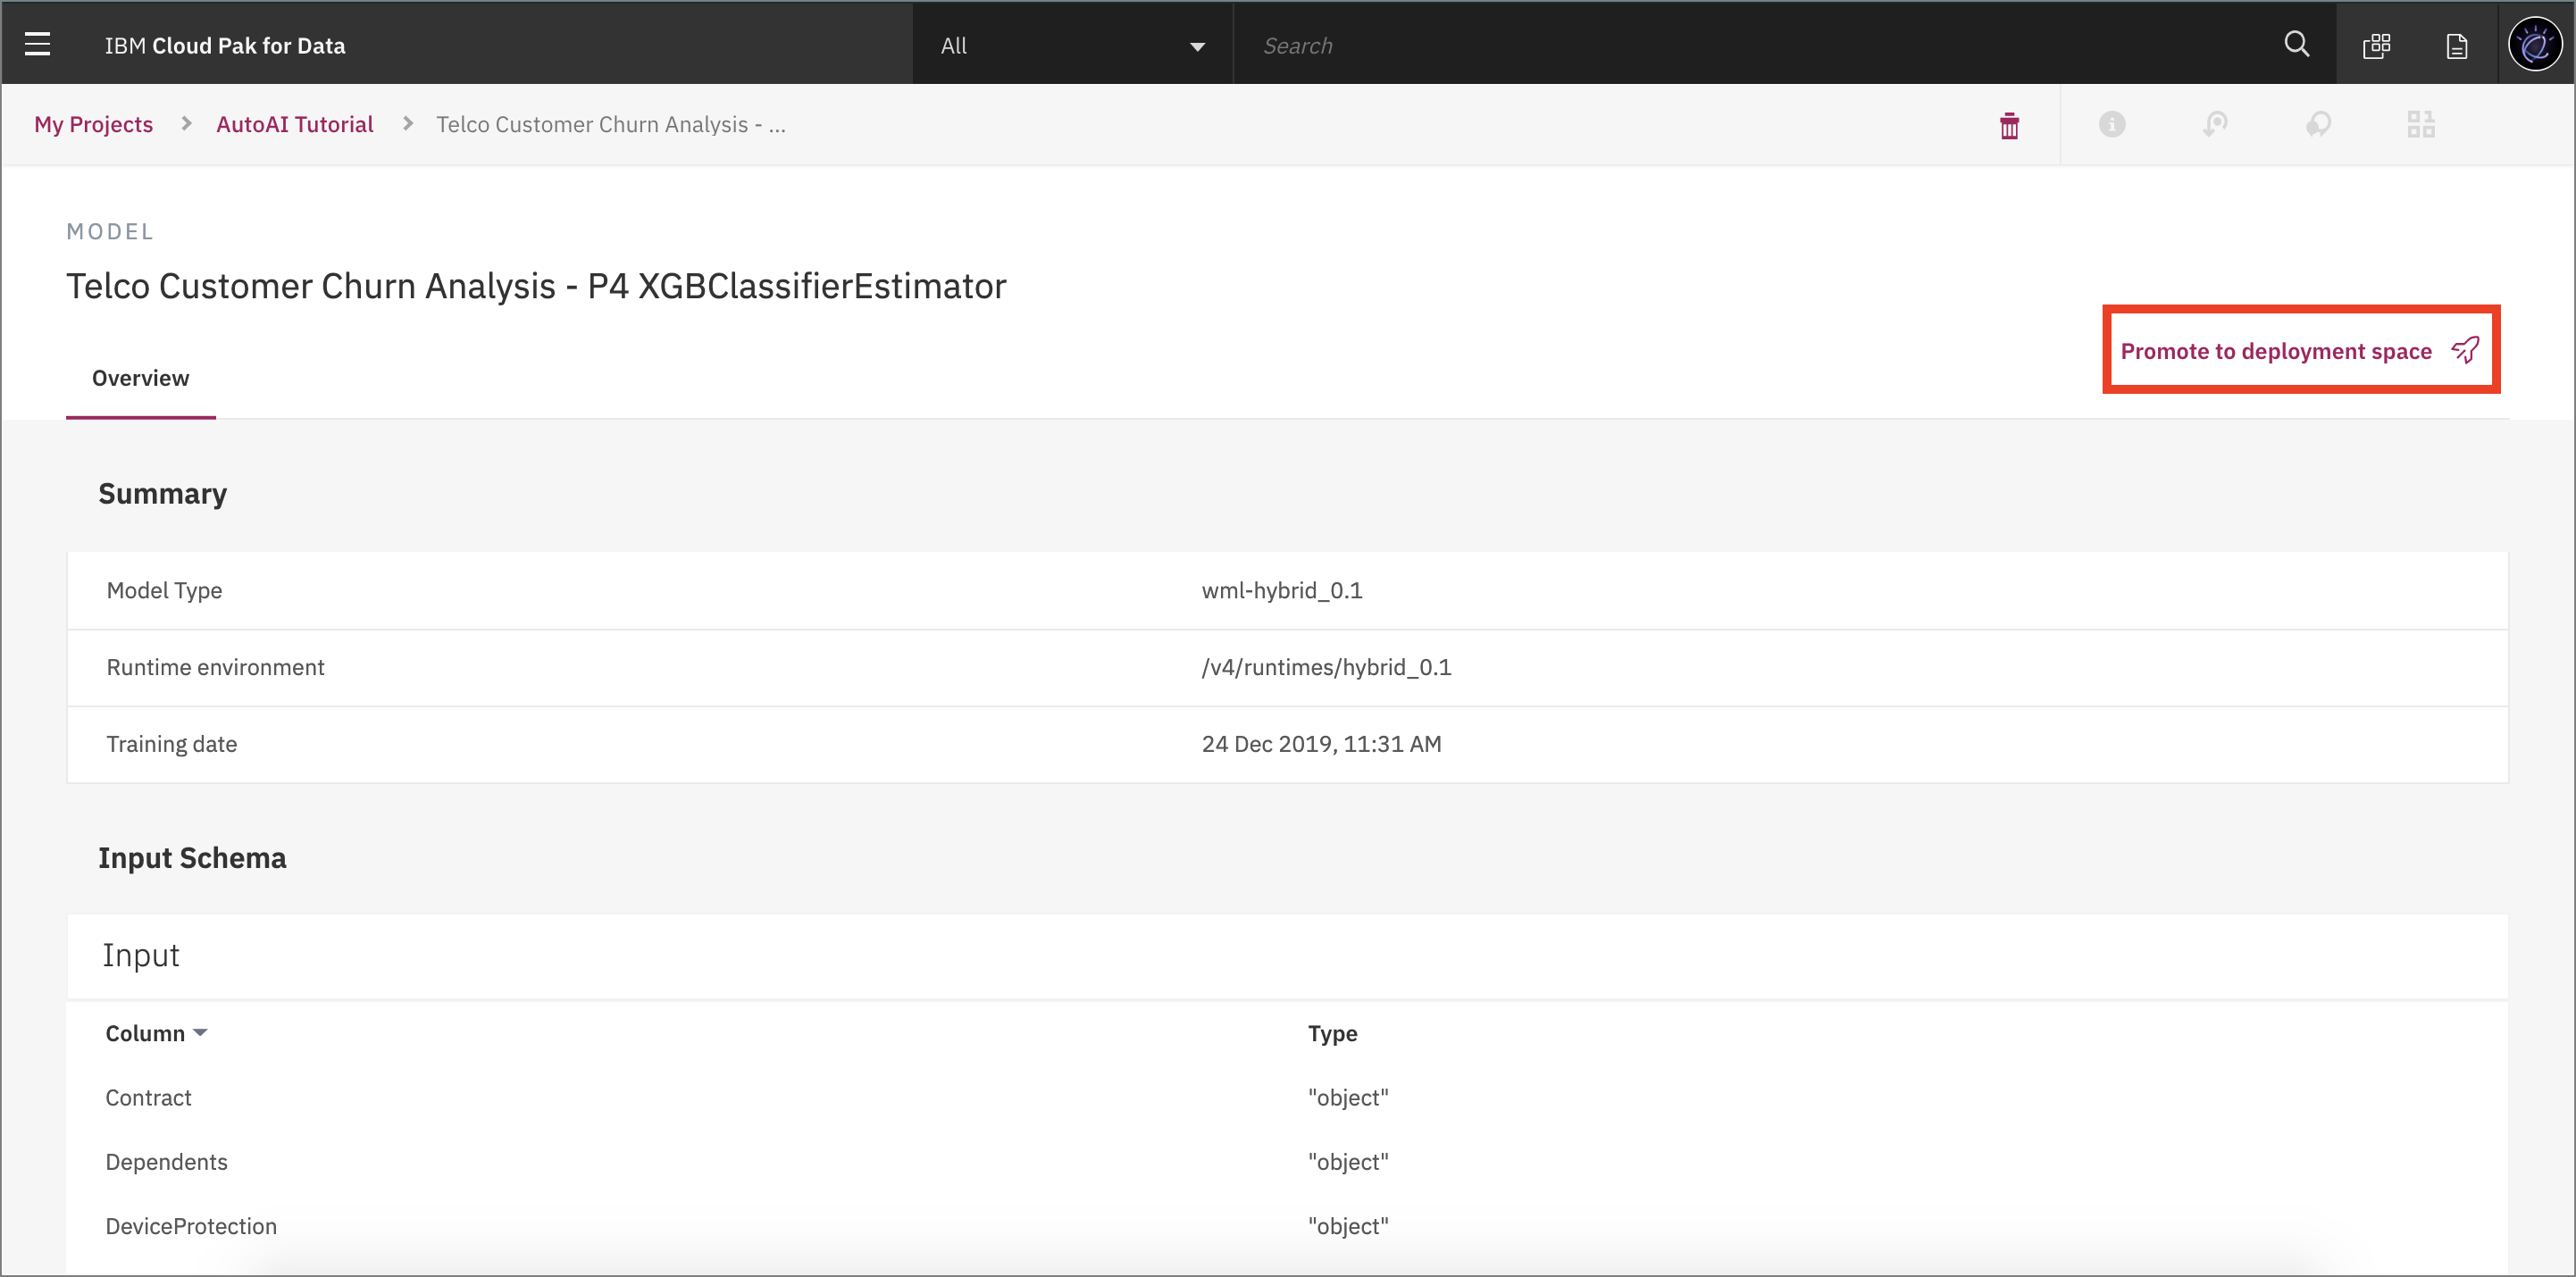 IBM Cloud Pak for Data
All
Search
My Projects > AutoAI Tutorial > Telco Customer Churn Analysis - ...
MODEL
Telco Customer Churn Analysis - P4 XGBClassifierEstimator
Promote to deployment space
Overview
Summary
Model Type wml-hybrid_0.1
Runtime environment /v4/runtimes/hybrid_0.1
Training date 24 Dec 2019, 11:31 AM
Input Schema
Input
Column Type
Contract "object"
Dependents "object"
DeviceProtection "object"